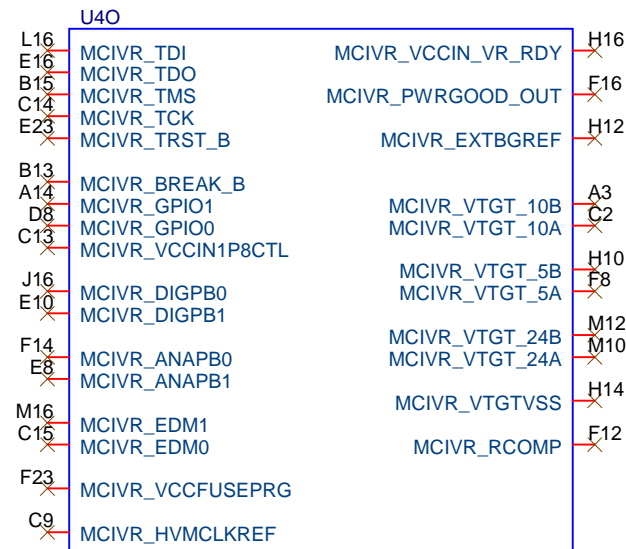 U4O
L16 MCIVR_TDI MCIVR_VCCIN_VR_RDY H16
E16 MCIVR_TDO
B15 MCIVR_TMS MCIVR_PWRGOOD_OUT F16
C14 MCIVR_TCK
E23 MCIVR_TRST_B MCIVR_EXTBGREF H12
B13 MCIVR_BREAK_B
A14 MCIVR_GPIO1 MCIVR_VTGT_10B A3
D8 MCIVR_GPIO0 MCIVR_VTGT_10A C2
C13 MCIVR_VCCIN1P8CTL
MCIVR_VTGT_5B H10
J16 MCIVR_DIGPB0 MCIVR_VTGT_5A F8
E10 MCIVR_DIGPB1
MCIVR_VTGT_24B M12
F14 MCIVR_ANAPB0 MCIVR_VTGT_24A M10
E8 MCIVR_ANAPB1
MCIVR_VTGTVSS H14
M16 MCIVR_EDM1
C15 MCIVR_EDM0 MCIVR_RCOMP F12
F23 MCIVR_VCCFUSEPRG
C9 MCIVR_HVMCLKREF